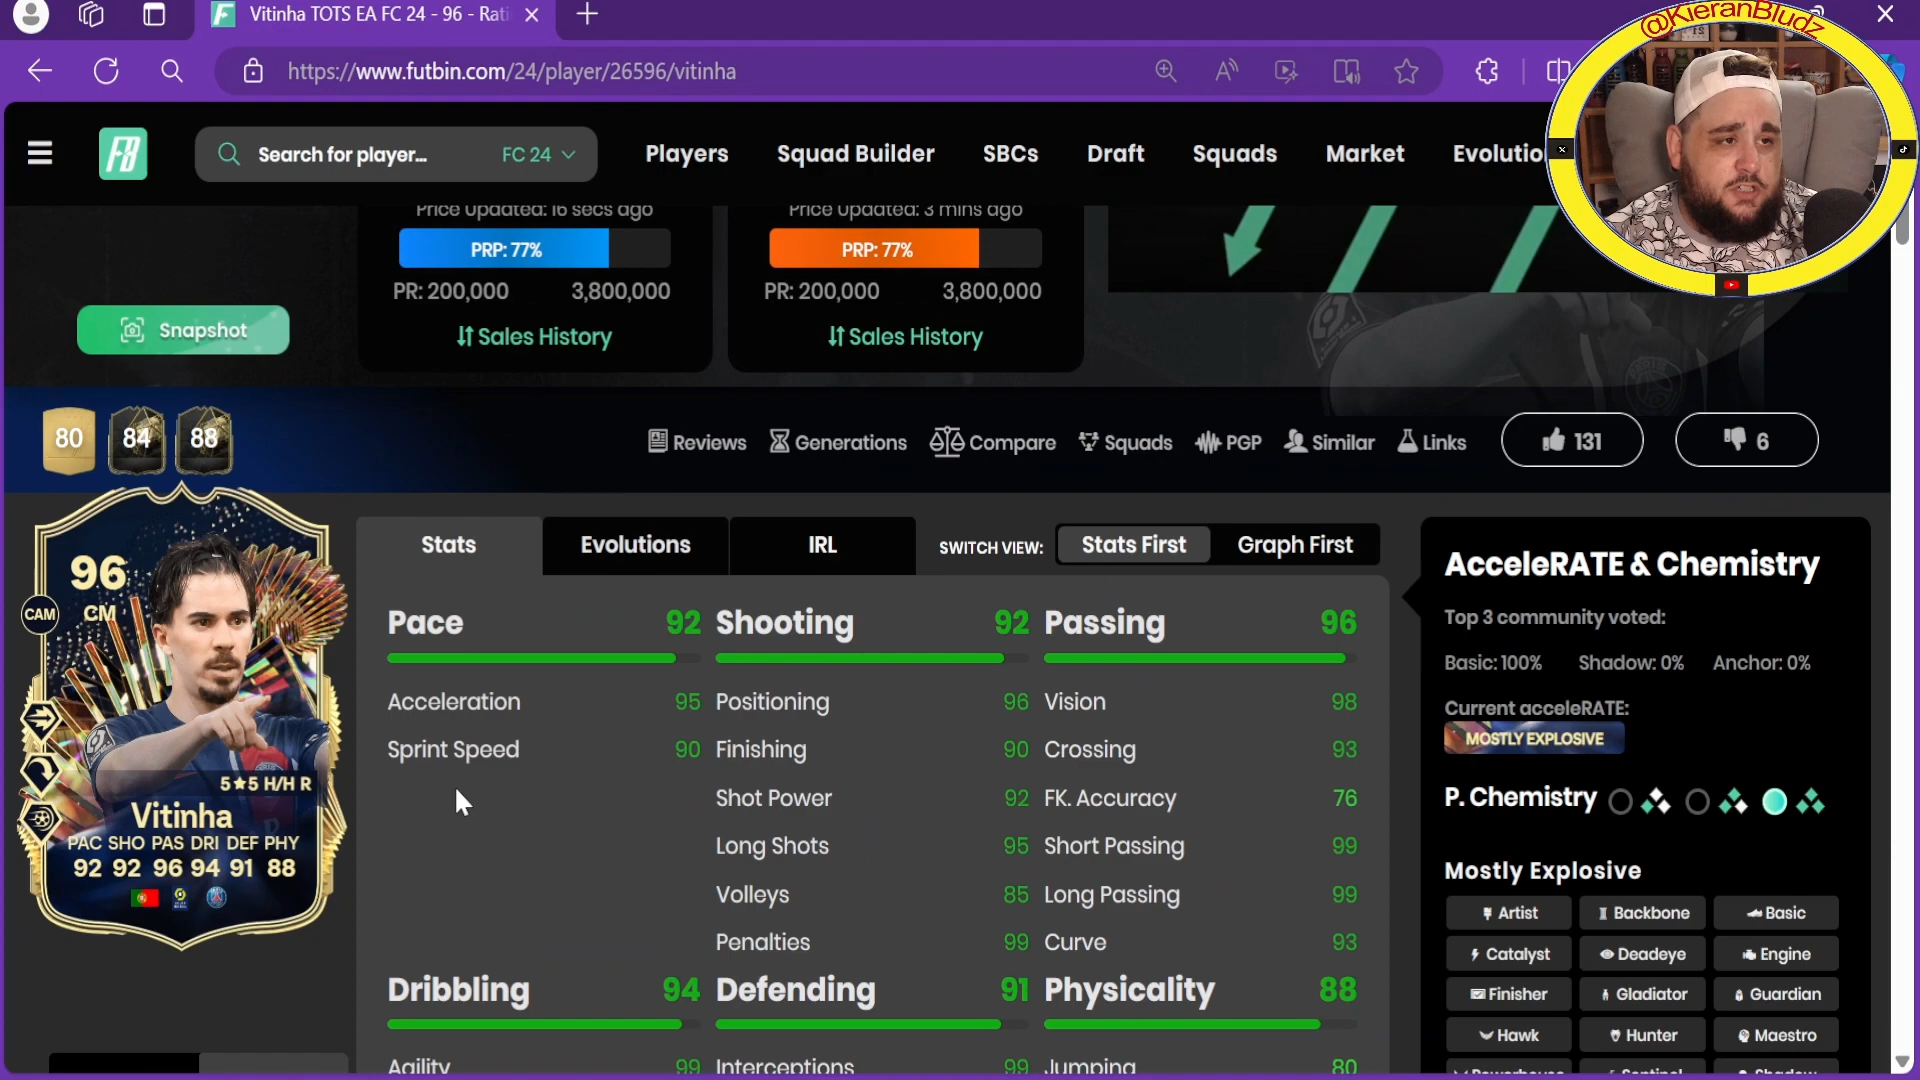 @KieranBludz
Vitinha TOTS EA FC 24 - 96 - Rati
https://www.futbin.com/24/player/26596/vitinha
FB
Search for player... FC 24
Players Squad Builder SBCs Draft Squads Market Evolutio
Price Updated: 16 secs ago
Price Updated: 3 mins ago
PRP: 77%
PRP: 77%
PR: 200,000 3,800,000
PR: 200,000 3,800,000
Snapshot
Sales History
Sales History
80 84 88
Reviews Generations Compare Squads PGP Similar Links 131 6
Stats Evolutions IRL SWITCH VIEW: Stats First Graph First
96
CAM CM
5★5 H/H R
Vitinha
PAC SHO PAS DRI DEF PHY
92 92 96 94 91 88
Pace 92
Acceleration 95
Sprint Speed 90
Shooting 92
Positioning 96
Finishing 90
Shot Power 92
Long Shots 95
Volleys 85
Penalties 99
Passing 96
Vision 98
Crossing 93
FK. Accuracy 76
Short Passing 99
Long Passing 99
Curve 93
Dribbling 94
Agility 99
Defending 91
Interceptions 99
Physicality 88
Jumping 80
AcceleRATE & Chemistry
Top 3 community voted:
Basic: 100% Shadow: 0% Anchor: 0%
Current acceleRATE:
MOSTLY EXPLOSIVE
P. Chemistry
Mostly Explosive
Artist Backbone Basic
Catalyst Deadeye Engine
Finisher Gladiator Guardian
Hawk Hunter Maestro
Powerhouse Sentinel Shadow